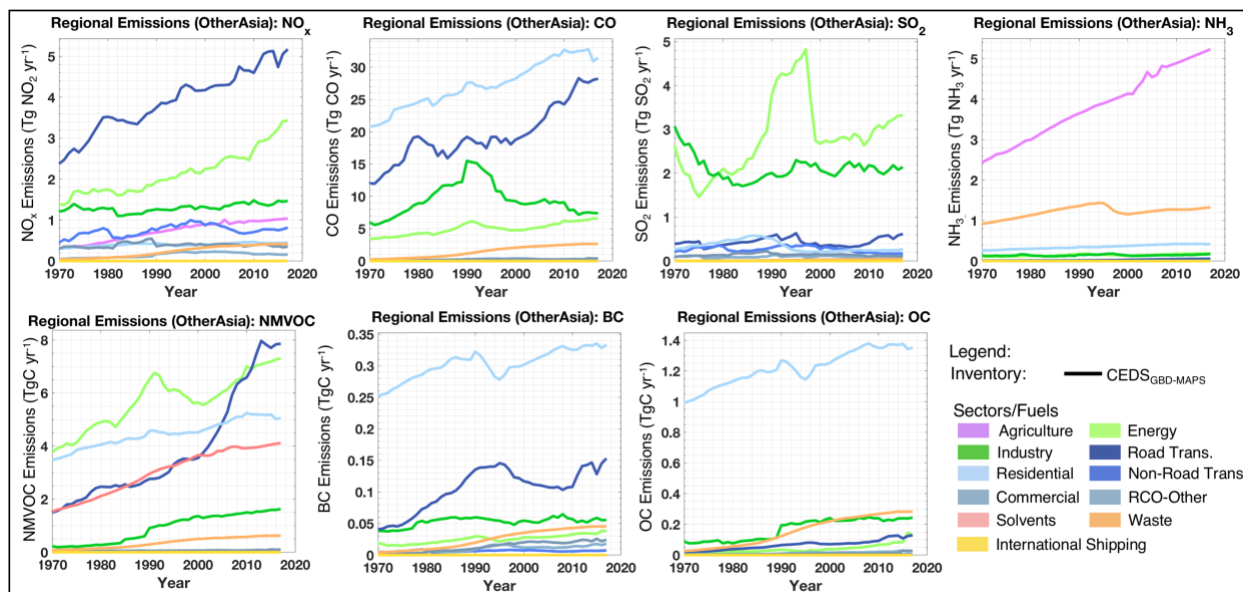 Regional Emissions (OtherAsia): NOx
NOx Emissions (Tg NO2 yr-1)
5
4
3
2
1
0
1970 1980 1990 2000 2010 2020
Year
Regional Emissions (OtherAsia): CO
CO Emissions (Tg CO yr-1)
30
25
20
15
10
5
0
1970 1980 1990 2000 2010 2020
Year
Regional Emissions (OtherAsia): SO2
SO2 Emissions (Tg SO2 yr-1)
5
4
3
2
1
0
1970 1980 1990 2000 2010 2020
Year
Regional Emissions (OtherAsia): NH3
NH3 Emissions (Tg NH3 yr-1)
5
4
3
2
1
0
1970 1980 1990 2000 2010 2020
Year
Regional Emissions (OtherAsia): NMVOC
NMVOC Emissions (TgC yr-1)
8
6
4
2
0
1970 1980 1990 2000 2010 2020
Year
Regional Emissions (OtherAsia): BC
BC Emissions (TgC yr-1)
0.35
0.3
0.25
0.2
0.15
0.1
0.05
0
1970 1980 1990 2000 2010 2020
Year
Regional Emissions (OtherAsia): OC
OC Emissions (TgC yr-1)
1.4
1.2
1
0.8
0.6
0.4
0.2
0
1970 1980 1990 2000 2010 2020
Year
Legend:
Inventory: CEDSGBD-MAPS
Sectors/Fuels
Agriculture Energy
Industry Road Trans.
Residential Non-Road Trans
Commercial RCO-Other
Solvents Waste
International Shipping